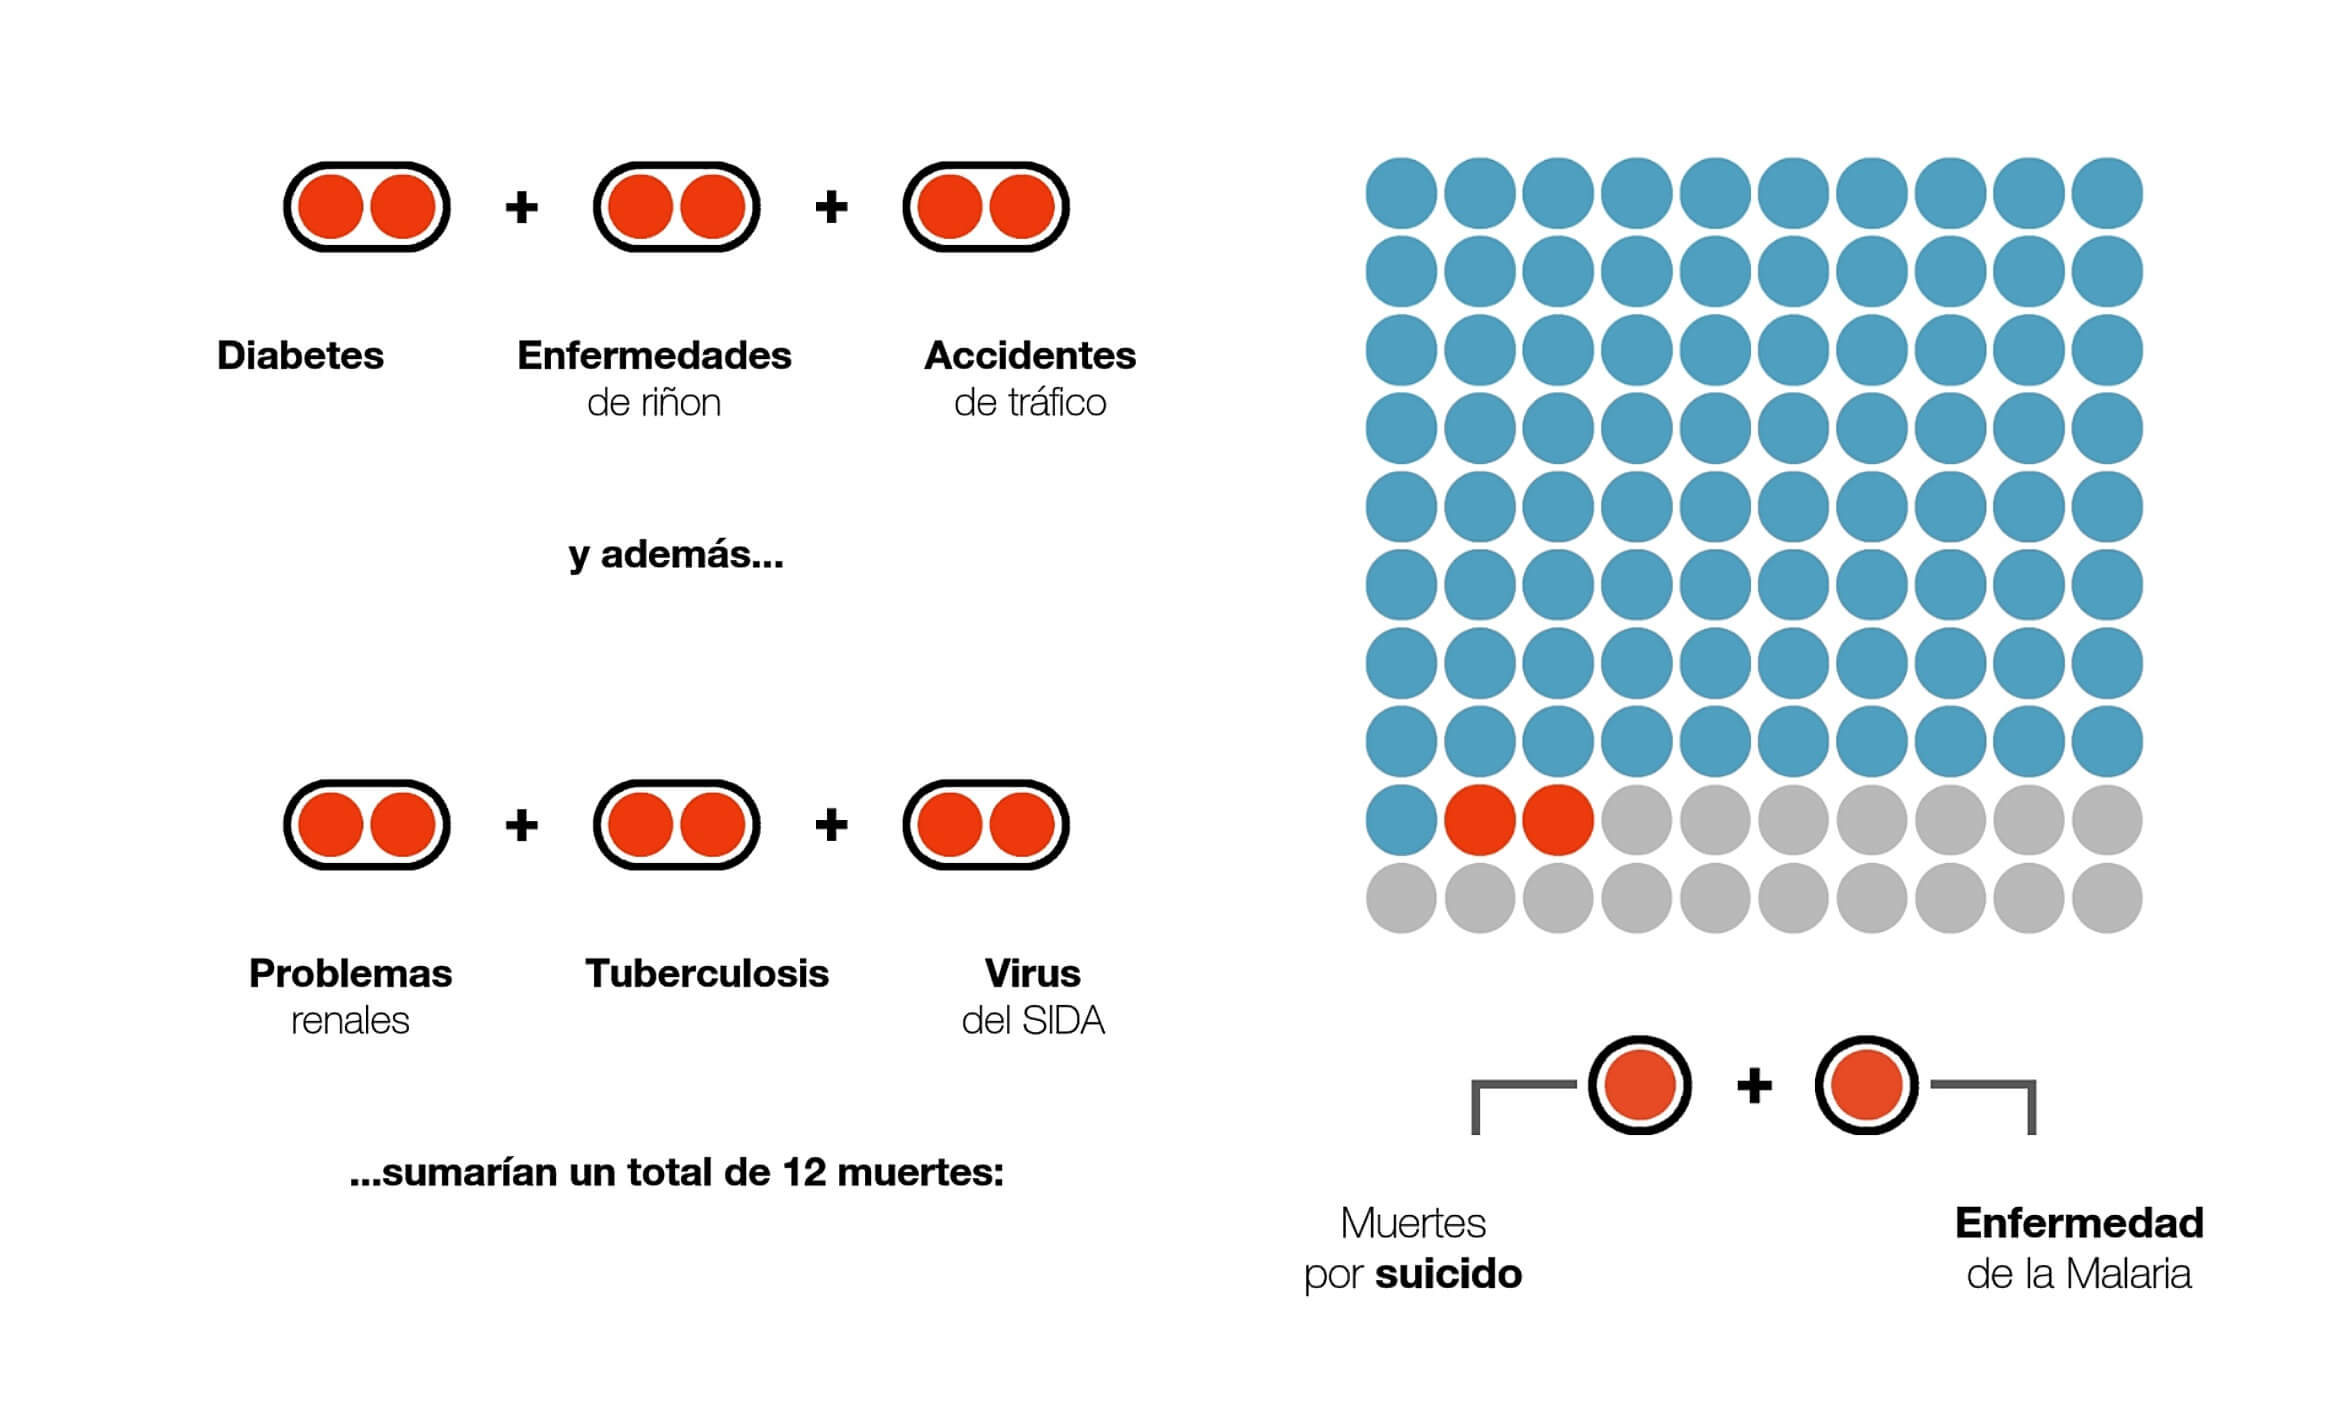 Diabetes
Enfermedades
de riñon
Accidentes
de tráfico
y además...
Problemas
renales
Tuberculosis
Virus
del SIDA
...sumarían un total de 12 muertes:
Muertes
por suicido
Enfermedad
de la Malaria